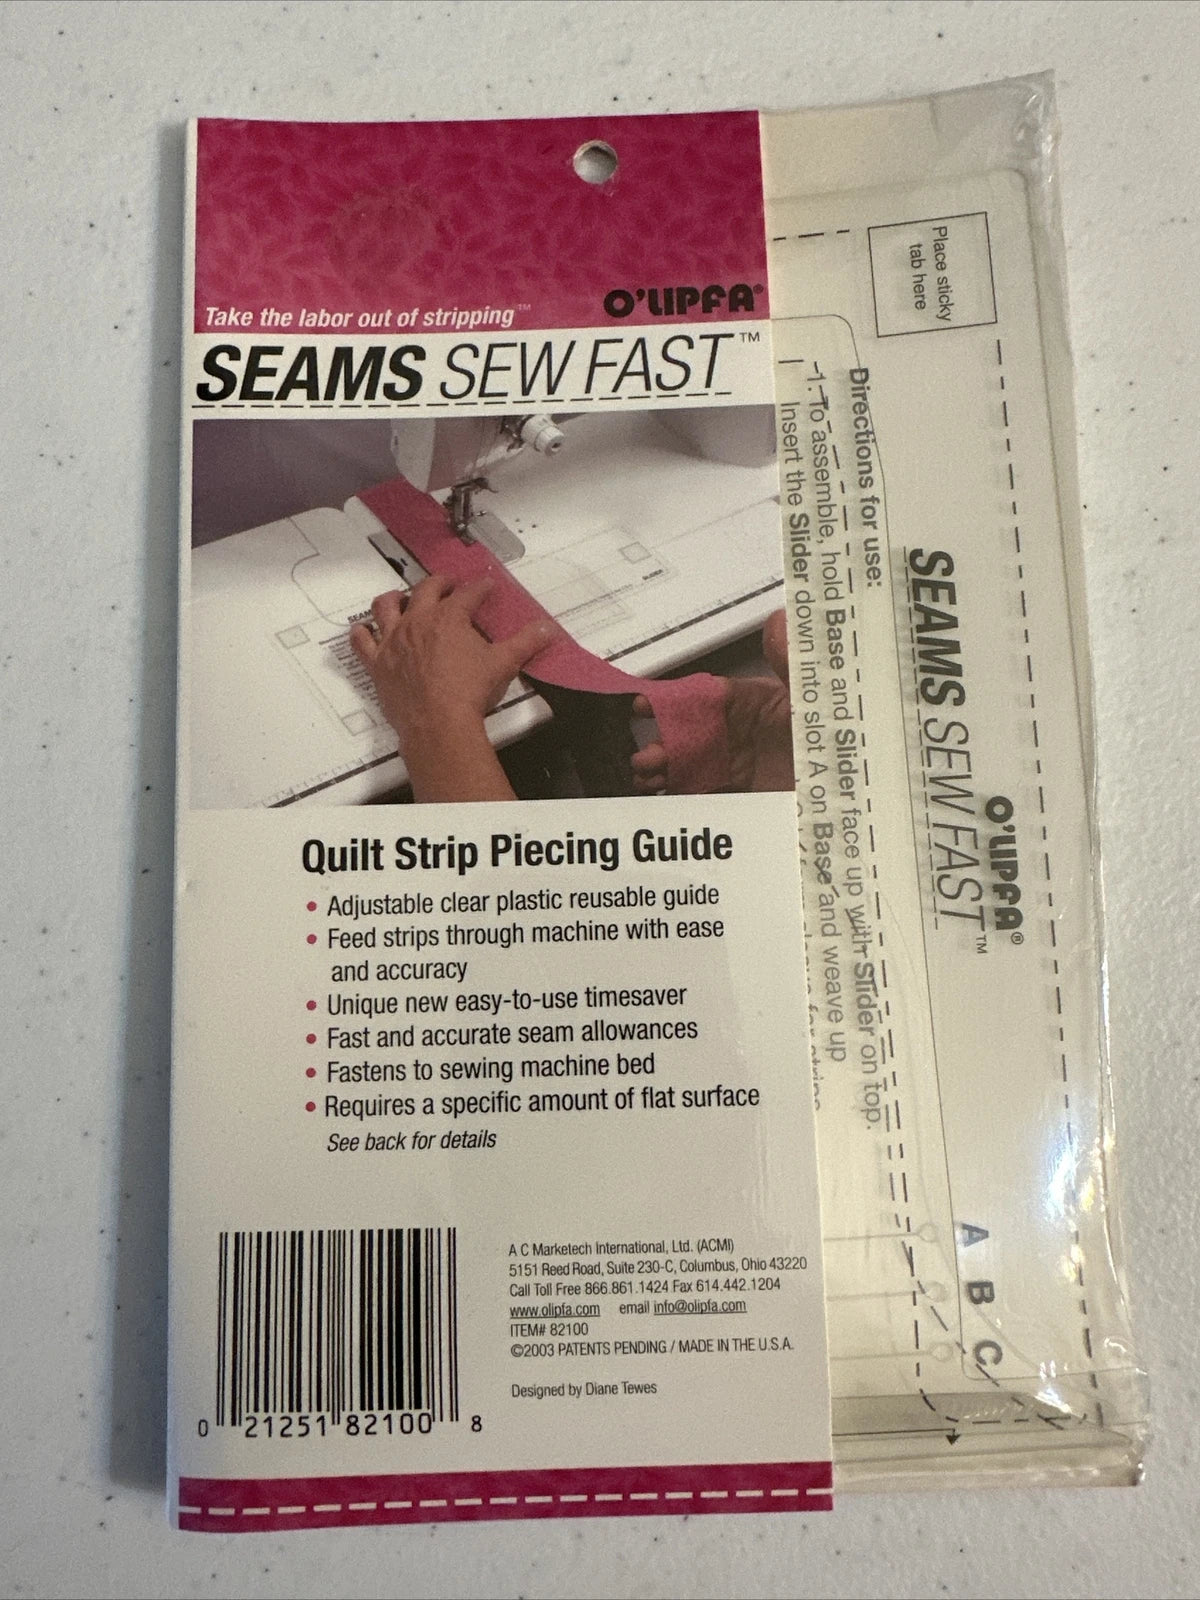 Take the labor out of stripping™
O'LIPFA®
SEAMS SEW FAST™
Quilt Strip Piecing Guide
• Adjustable clear plastic reusable guide
• Feed strips through machine with ease
and accuracy
• Unique new easy-to-use timesaver
• Fast and accurate seam allowances
• Fastens to sewing machine bed
• Requires a specific amount of flat surface
See back for details
A C Marketech International, Ltd. (ACMI)
5151 Reed Road, Suite 230-C, Columbus, Ohio 43220
Call Toll Free 866.861.1424 Fax 614.442.1204
www.olipfa.com email info@olipfa.com
ITEM# 82100
©2003 PATENTS PENDING / MADE IN THE U.S.A.
Designed by Diane Tewes
0 21251 82100 8
Place sticky
tab here
O'LIPFA®
SEAMS SEW FAST™
Directions for use:
1. To assemble, hold Base and Slider face up with Slider on top.
Insert the Slider down into slot A on Base and weave up
A
B
C